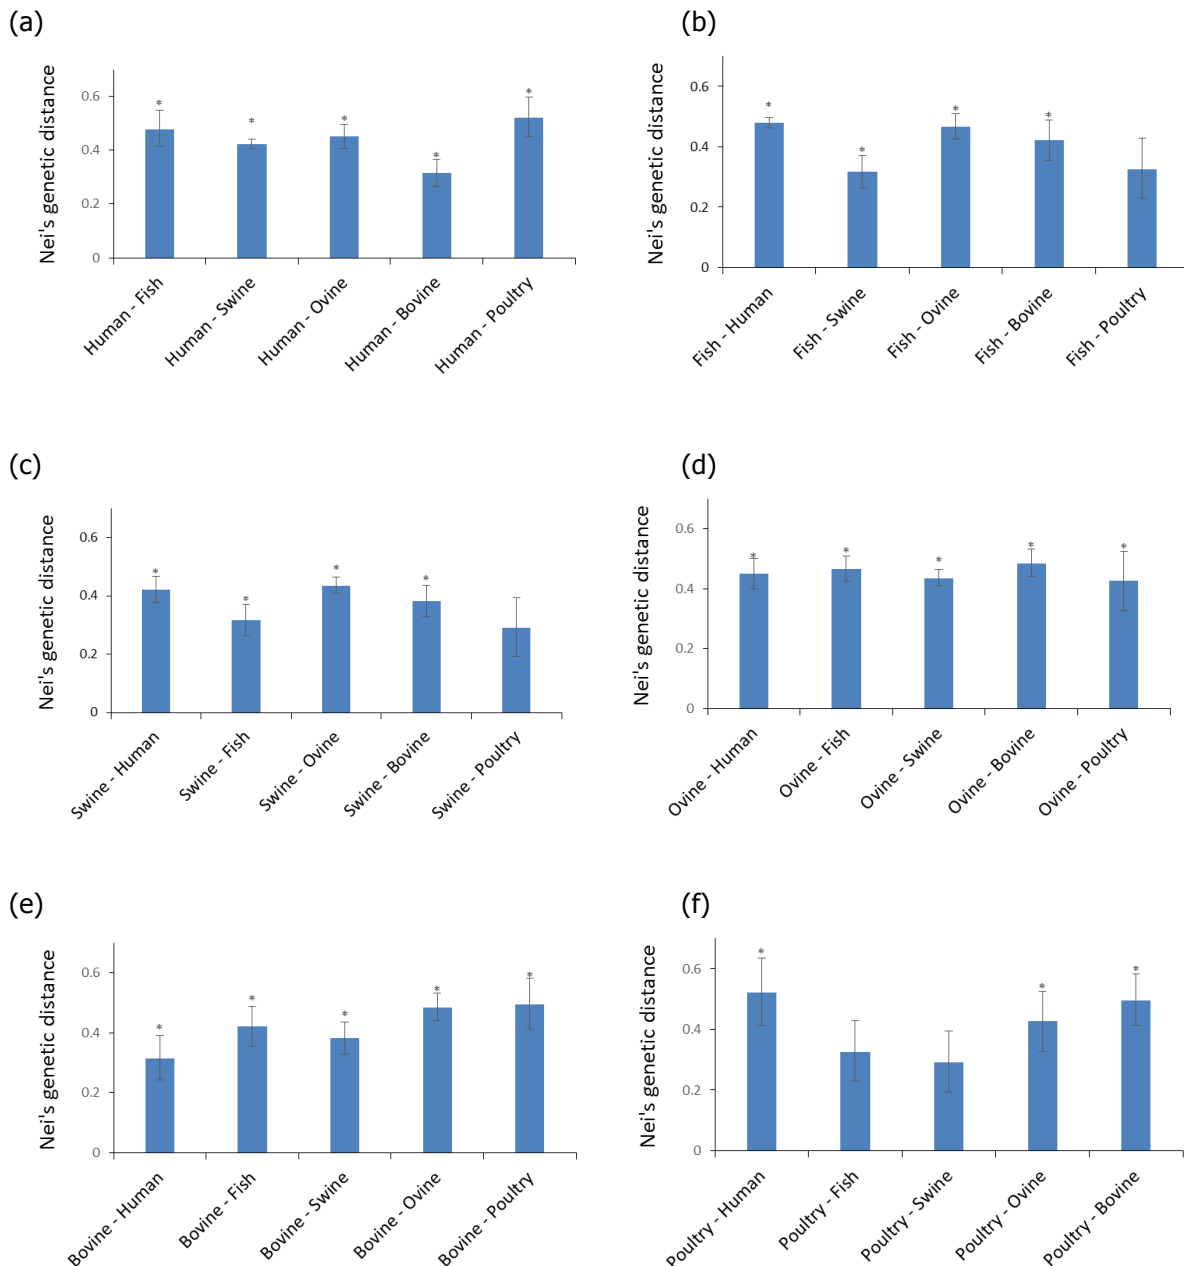 (a)
Nei's genetic distance
0.6
0.4
0.2
0
* * * * *
Human - Fish
Human - Swine
Human - Ovine
Human - Bovine
Human - Poultry
(b)
Nei's genetic distance
0.6
0.4
0.2
0
* * * *
Fish - Human
Fish - Swine
Fish - Ovine
Fish - Bovine
Fish - Poultry
(c)
Nei's genetic distance
0.6
0.4
0.2
0
* * * *
Swine - Human
Swine - Fish
Swine - Ovine
Swine - Bovine
Swine - Poultry
(d)
Nei's genetic distance
0.6
0.4
0.2
0
* * * * *
Ovine - Human
Ovine - Fish
Ovine - Swine
Ovine - Bovine
Ovine - Poultry
(e)
Nei's genetic distance
0.6
0.4
0.2
0
* * * * *
Bovine - Human
Bovine - Fish
Bovine - Swine
Bovine - Ovine
Bovine - Poultry
(f)
Nei's genetic distance
0.6
0.4
0.2
0
* * *
Poultry - Human
Poultry - Fish
Poultry - Swine
Poultry - Ovine
Poultry - Bovine